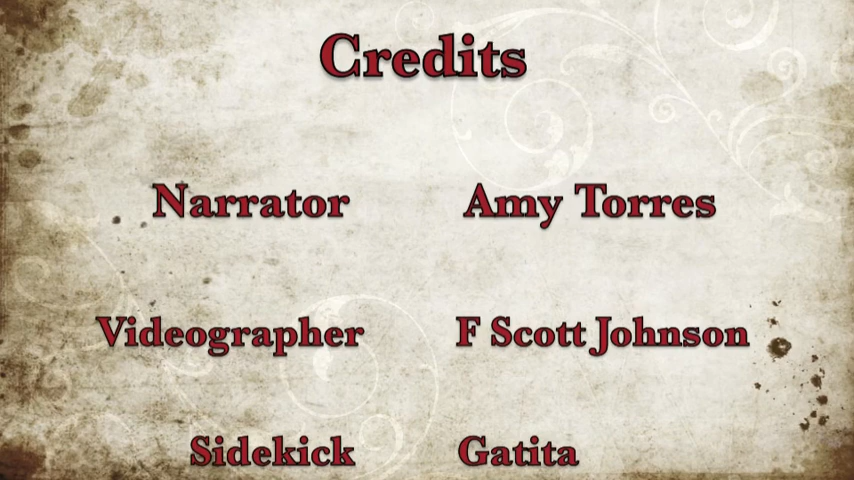 Credits
Narrator Amy Torres
Videographer F Scott Johnson
Sidekick Gatita